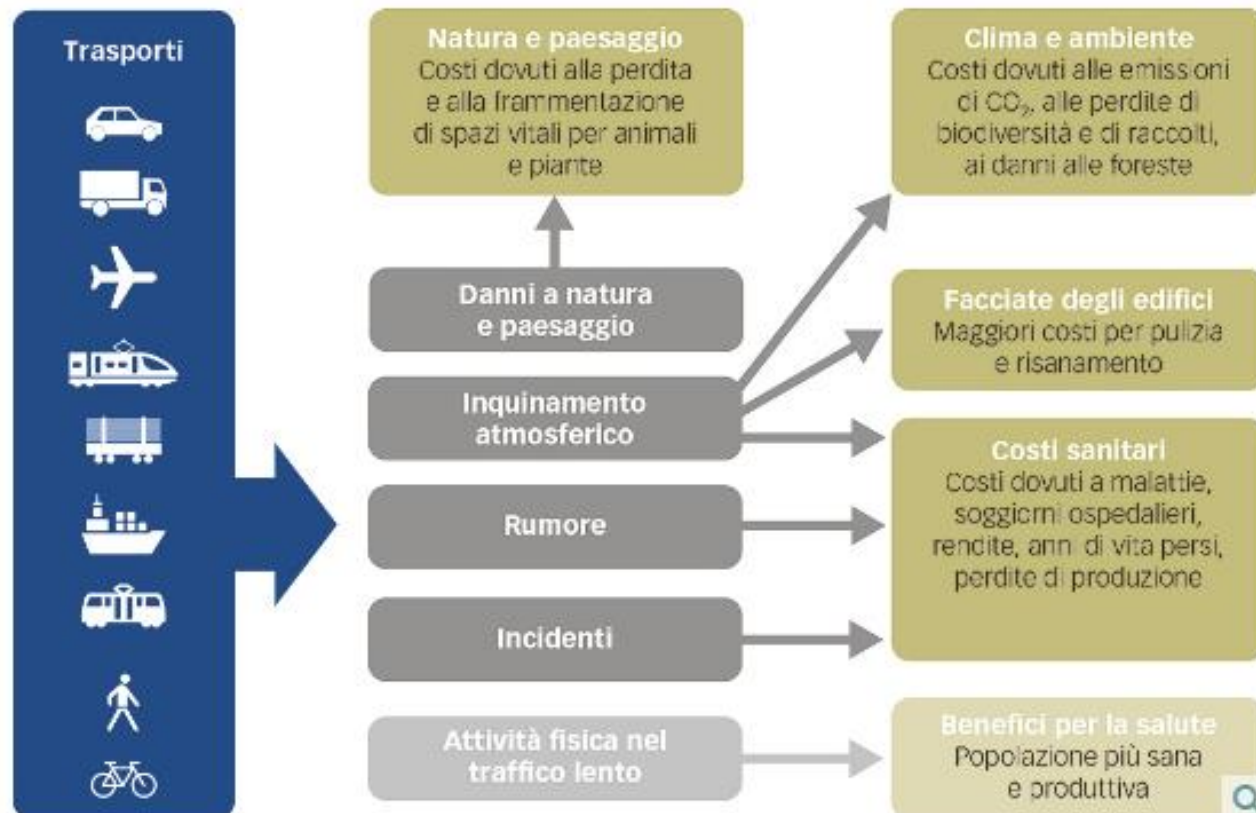 Trasporti
Natura e paesaggio
Costi dovuti alla perdita
e alla frammentazione
di spazi vitali per animali
e piante
Clima e ambiente
Costi dovuti alle emissioni
di CO₂, alle perdite di
biodiversità e di raccolti,
ai danni alle foreste
Danni a natura
e paesaggio
Facciate degli edifici
Maggiori costi per pulizia
e risanamento
Inquinamento
atmosferico
Costi sanitari
Costi dovuti a malattie,
soggiorni ospedalieri,
rendite, anni di vita persi,
perdite di produzione
Rumore
Incidenti
Attività fisica nel
traffico lento
Benefici per la salute
Popolazione più sana
e produttiva